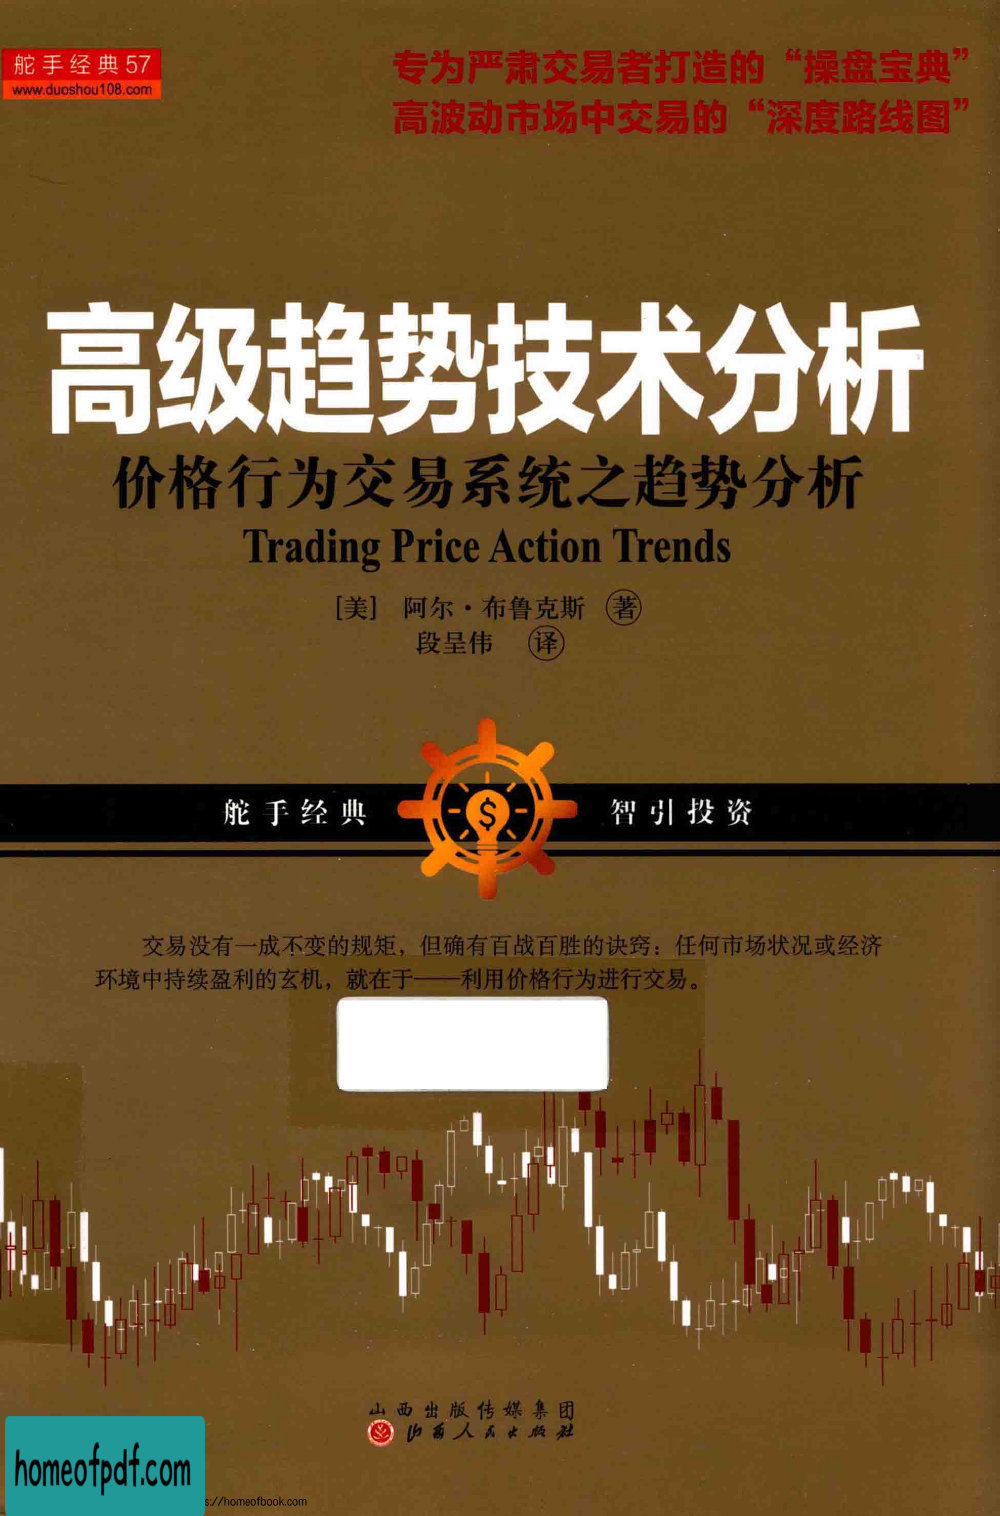 舵手经典 57
www.duoshou108.com
专为严肃交易者打造的“操盘宝典”
高波动市场中交易的“深度路线图”
高级趋势技术分析
价格行为交易系统之趋势分析
Trading Price Action Trends
[美] 阿尔·布鲁克斯 著
段呈伟 译
舵手经典 智引投资
$
交易没有一成不变的规矩，但确有百战百胜的诀窍：任何市场状况或经济
环境中持续盈利的玄机，就在于——利用价格行为进行交易。
山西出版传媒集团
山西人民出版社
homeofpdf.com
s://homeofbook.com